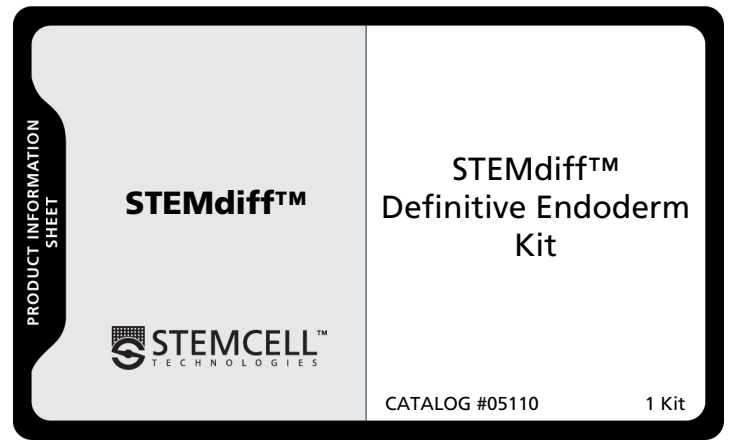 PRODUCT INFORMATION
SHEET
STEMdiff™
STEMCELL™
TECHNOLOGIES
STEMdiff™
Definitive Endoderm
Kit
CATALOG #05110
1 Kit